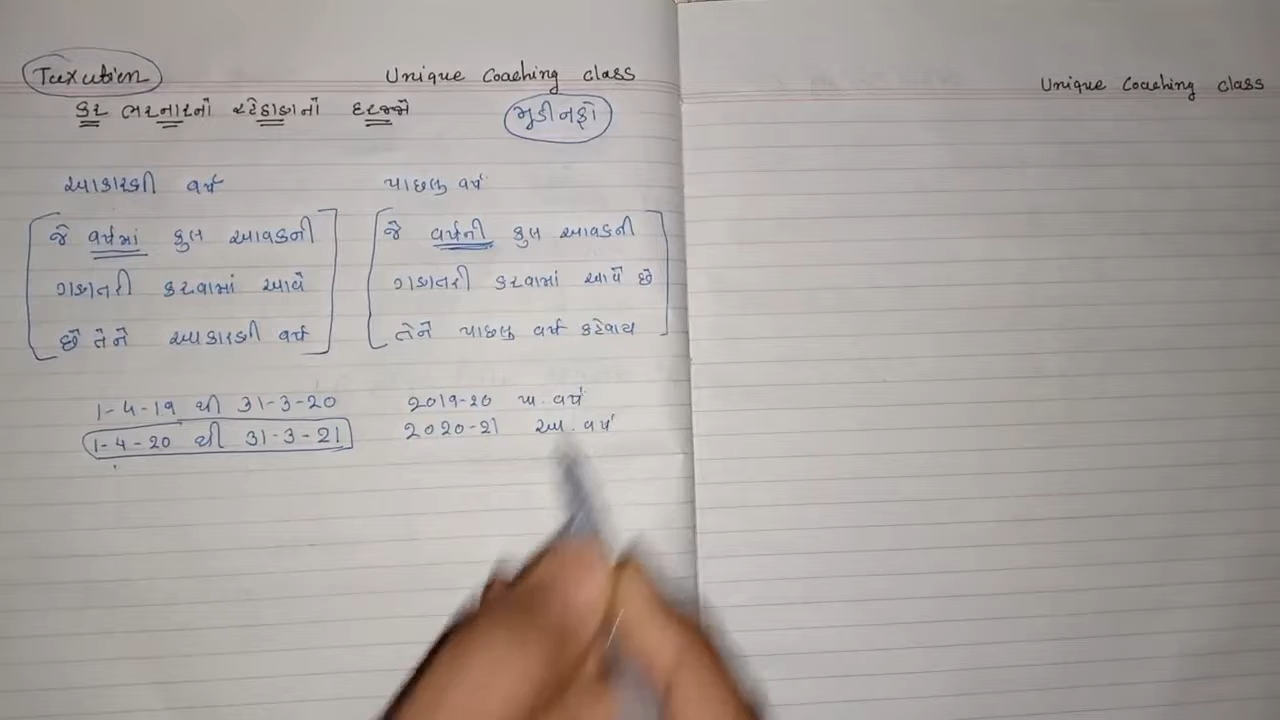 Taxation
Unique Coaching class
કર ભરનારનો રહેઠાણનો દરજ્જો
મૂડી નફો
આકારણી વર્ષ
પાછલુ વર્ષ
જે વર્ષમાં કુલ આવકની
ગણતરી કરવામાં આવે
છે તેને આકારણી વર્ષ
જે વર્ષની કુલ આવકની
ગણતરી કરવામાં આવે છે
તેને પાછલુ વર્ષ કહેવાય
1-4-19 થી 31-3-20 2019-20 પા. વર્ષ
1-4-20 થી 31-3-21 2020-21 આ. વર્ષ
Unique Coaching class